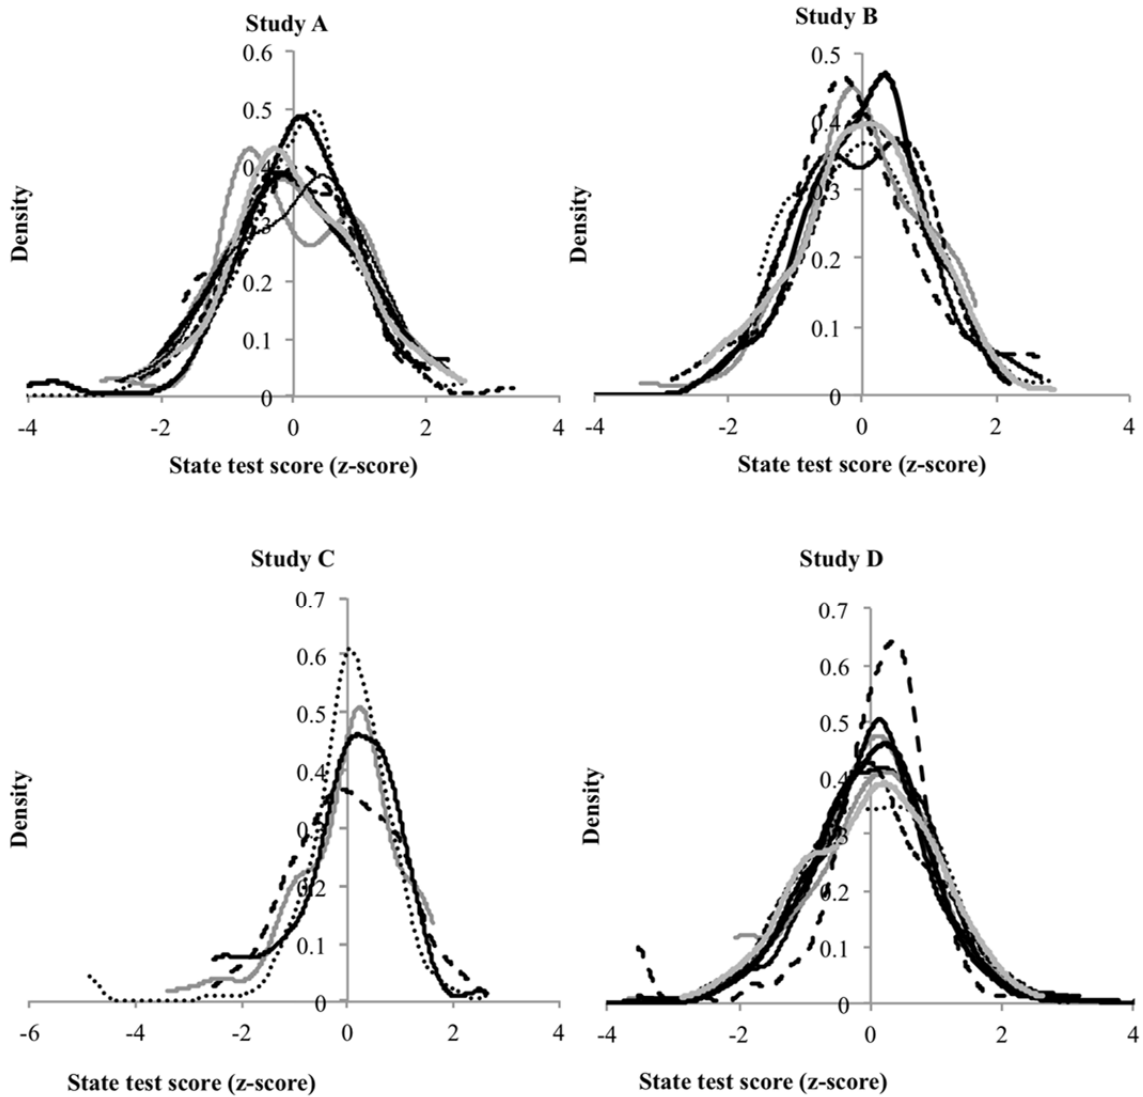 Study A
0.6
0.5
0.4
0.3
0.2
0.1
0
-4 -2 0 2 4
Density
State test score (z-score)
Study B
0.5
0.4
0.3
0.2
0.1
0
-4 -2 0 2 4
Density
State test score (z-score)
Study C
0.7
0.6
0.5
0.4
0.3
0.2
0.1
0
-6 -4 -2 0 2 4
Density
State test score (z-score)
Study D
0.7
0.6
0.5
0.4
0.3
0.2
0.1
0
-4 -2 0 2 4
Density
State test score (z-score)